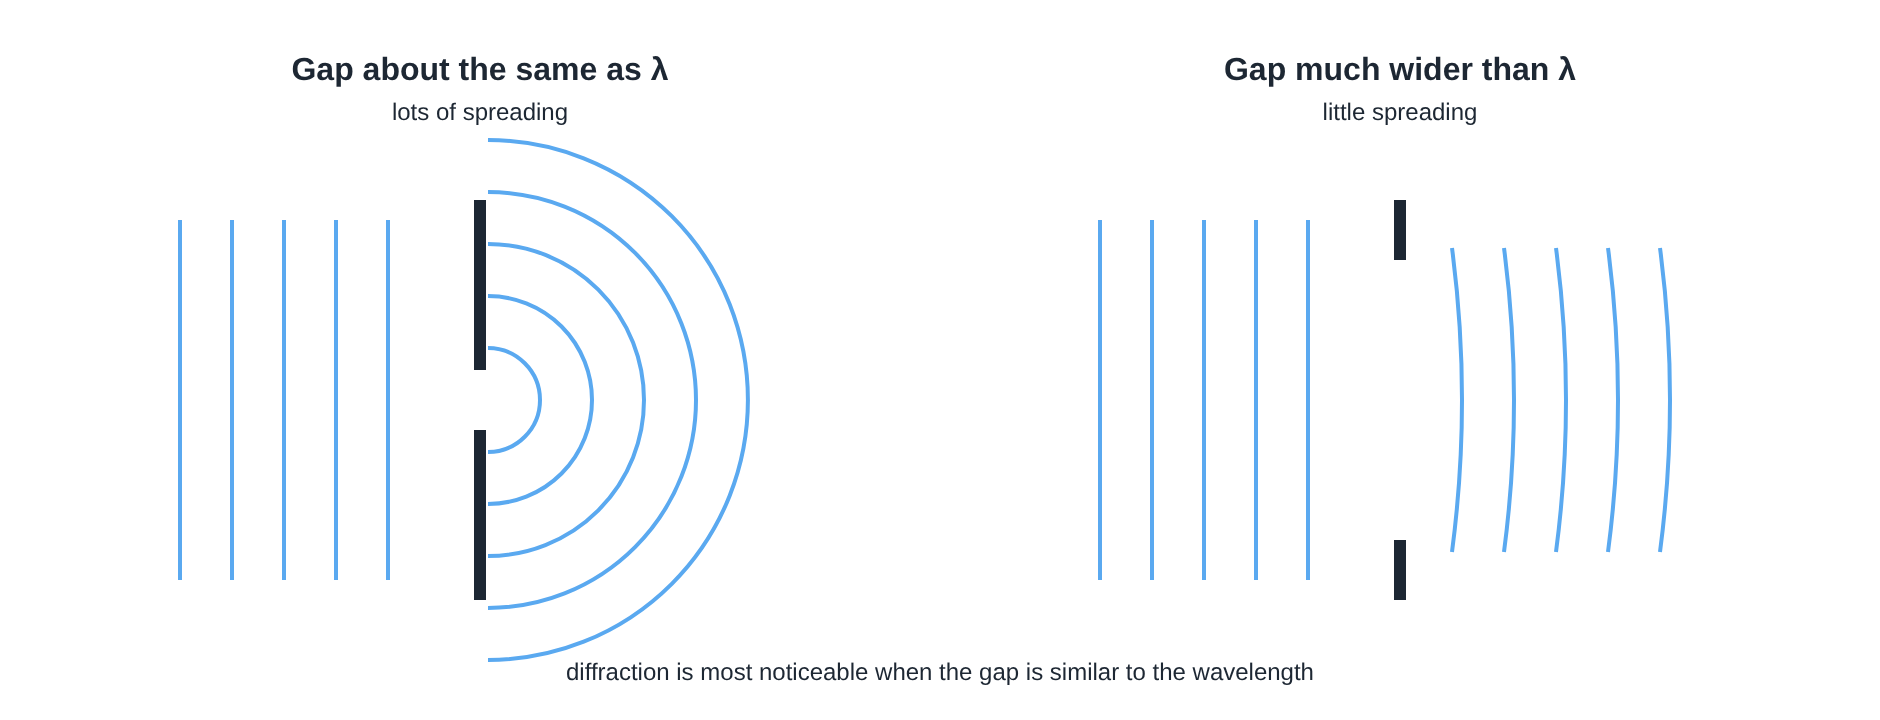 Gap about the same as λ
lots of spreading
Gap much wider than λ
little spreading
diffraction is most noticeable when the gap is similar to the wavelength